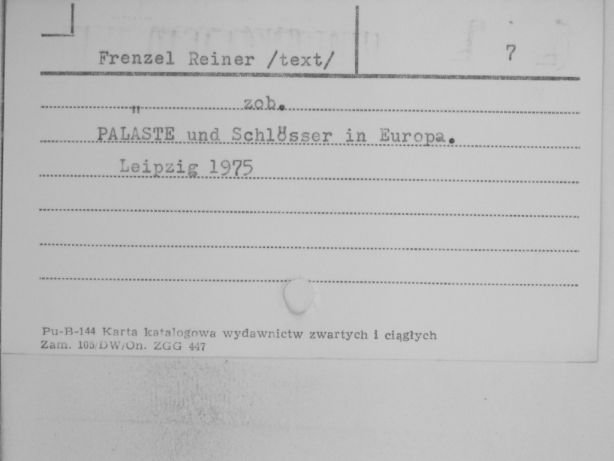 Frenzel Reiner /text/
7
" zob.
PALASTE und Schlösser in Europa.
Leipzig 1975
Pu-B-144 Karta katalogowa wydawnictw zwartych i ciągłych
Zam. 105/DW/On. ZGG 447